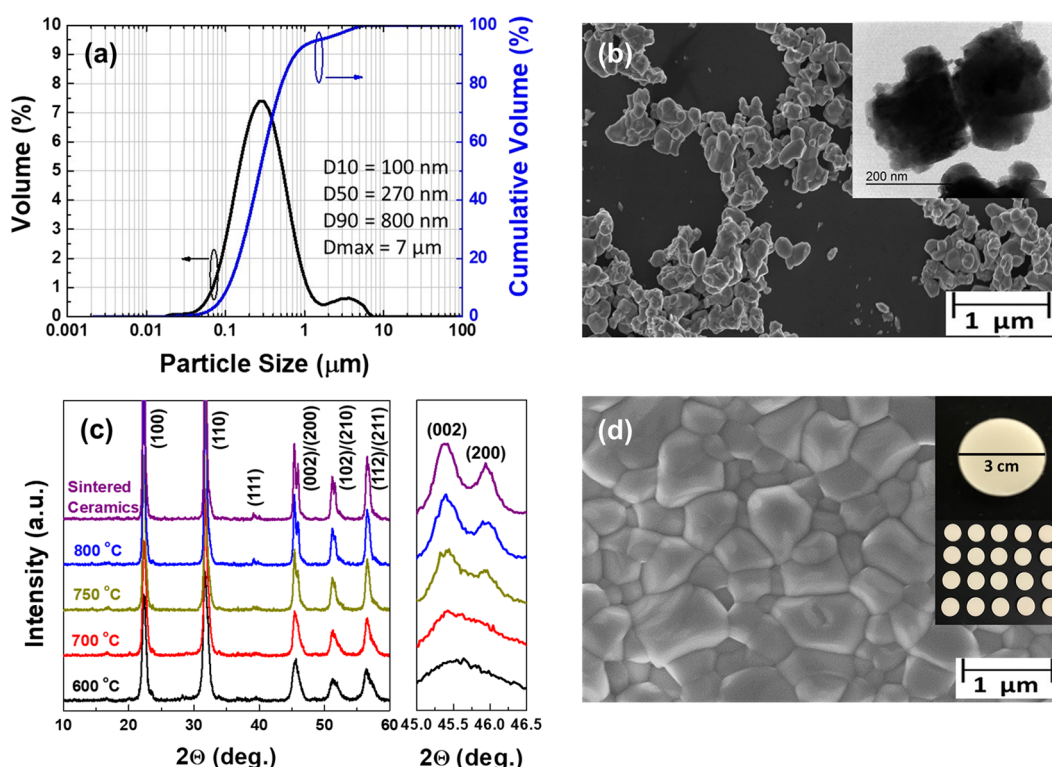 (a)
Volume (%)
10
9
8
7
6
5
4
3
2
1
0
0.001
0.01
0.1
1
10
100
Particle Size (μm)
100
80
60
40
20
0
Cumulative Volume (%)
D10 = 100 nm
D50 = 270 nm
D90 = 800 nm
Dmax = 7 μm
(b)
200 nm
1 μm
(c)
Intensity (a.u.)
(100)
(110)
(111)
(002)/(200)
(102)/(210)
(112)/(211)
Sintered
Ceramics
800 °C
750 °C
700 °C
600 °C
10
20
30
40
50
60
2Θ (deg.)
(002)
(200)
45.0
45.5
46.0
46.5
2Θ (deg.)
(d)
3 cm
1 μm